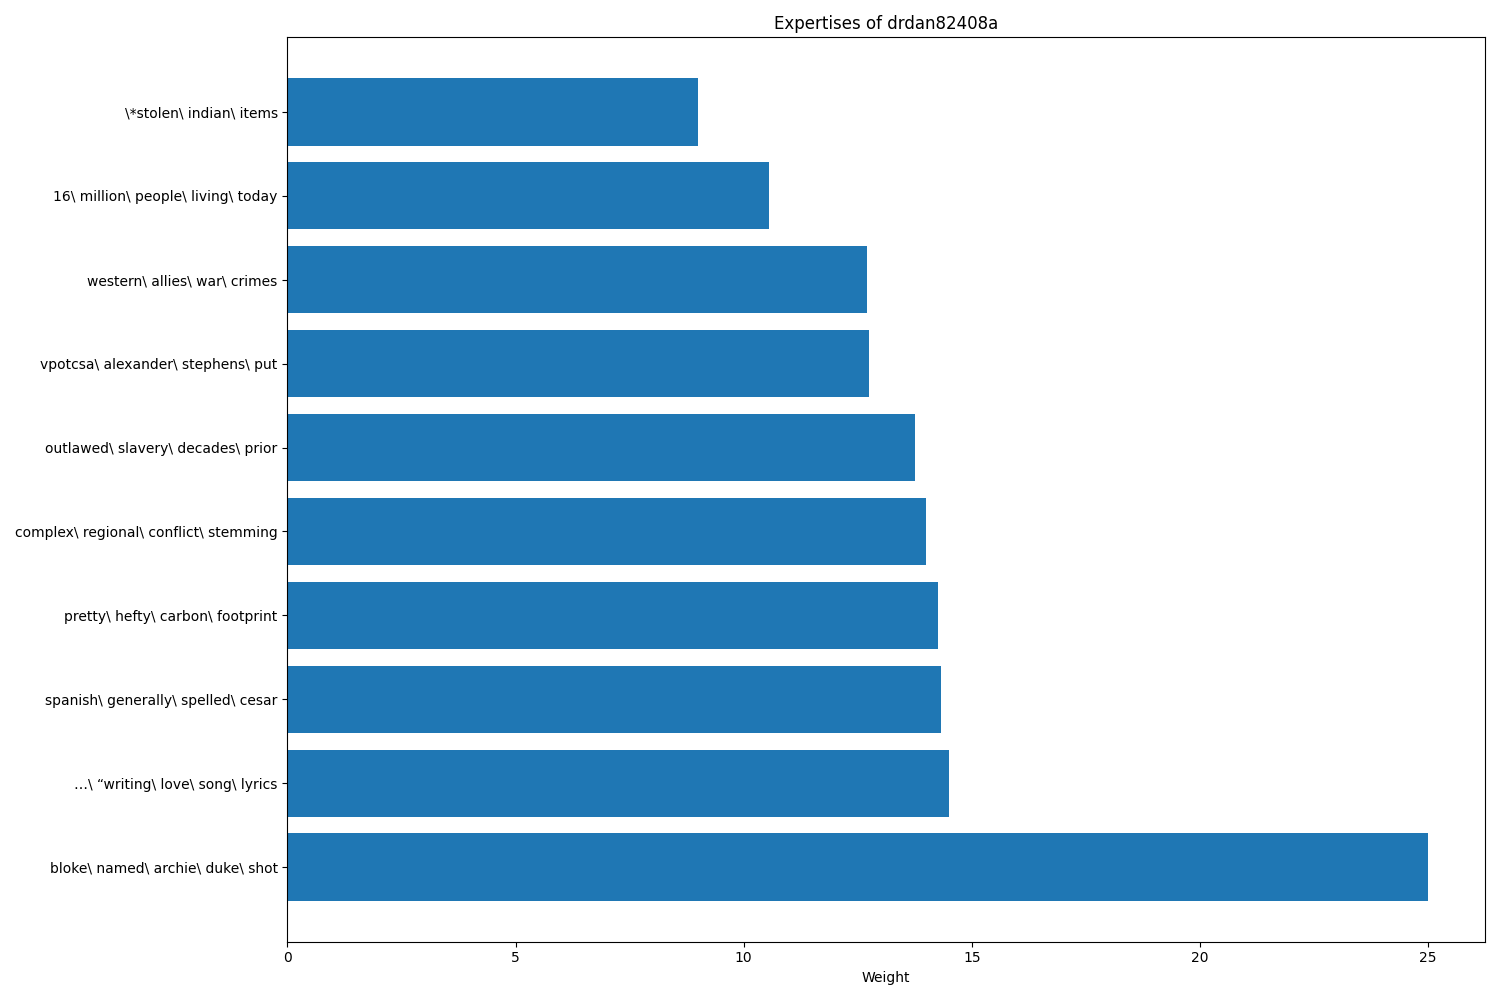 Expertises of drdan82408a
\*stolen\ indian\ items
16\ million\ people\ living\ today
western\ allies\ war\ crimes
vpotcsa\ alexander\ stephens\ put
outlawed\ slavery\ decades\ prior
complex\ regional\ conflict\ stemming
pretty\ hefty\ carbon\ footprint
spanish\ generally\ spelled\ cesar
…\ “writing\ love\ song\ lyrics
bloke\ named\ archie\ duke\ shot
0 5 10 15 20 25
Weight